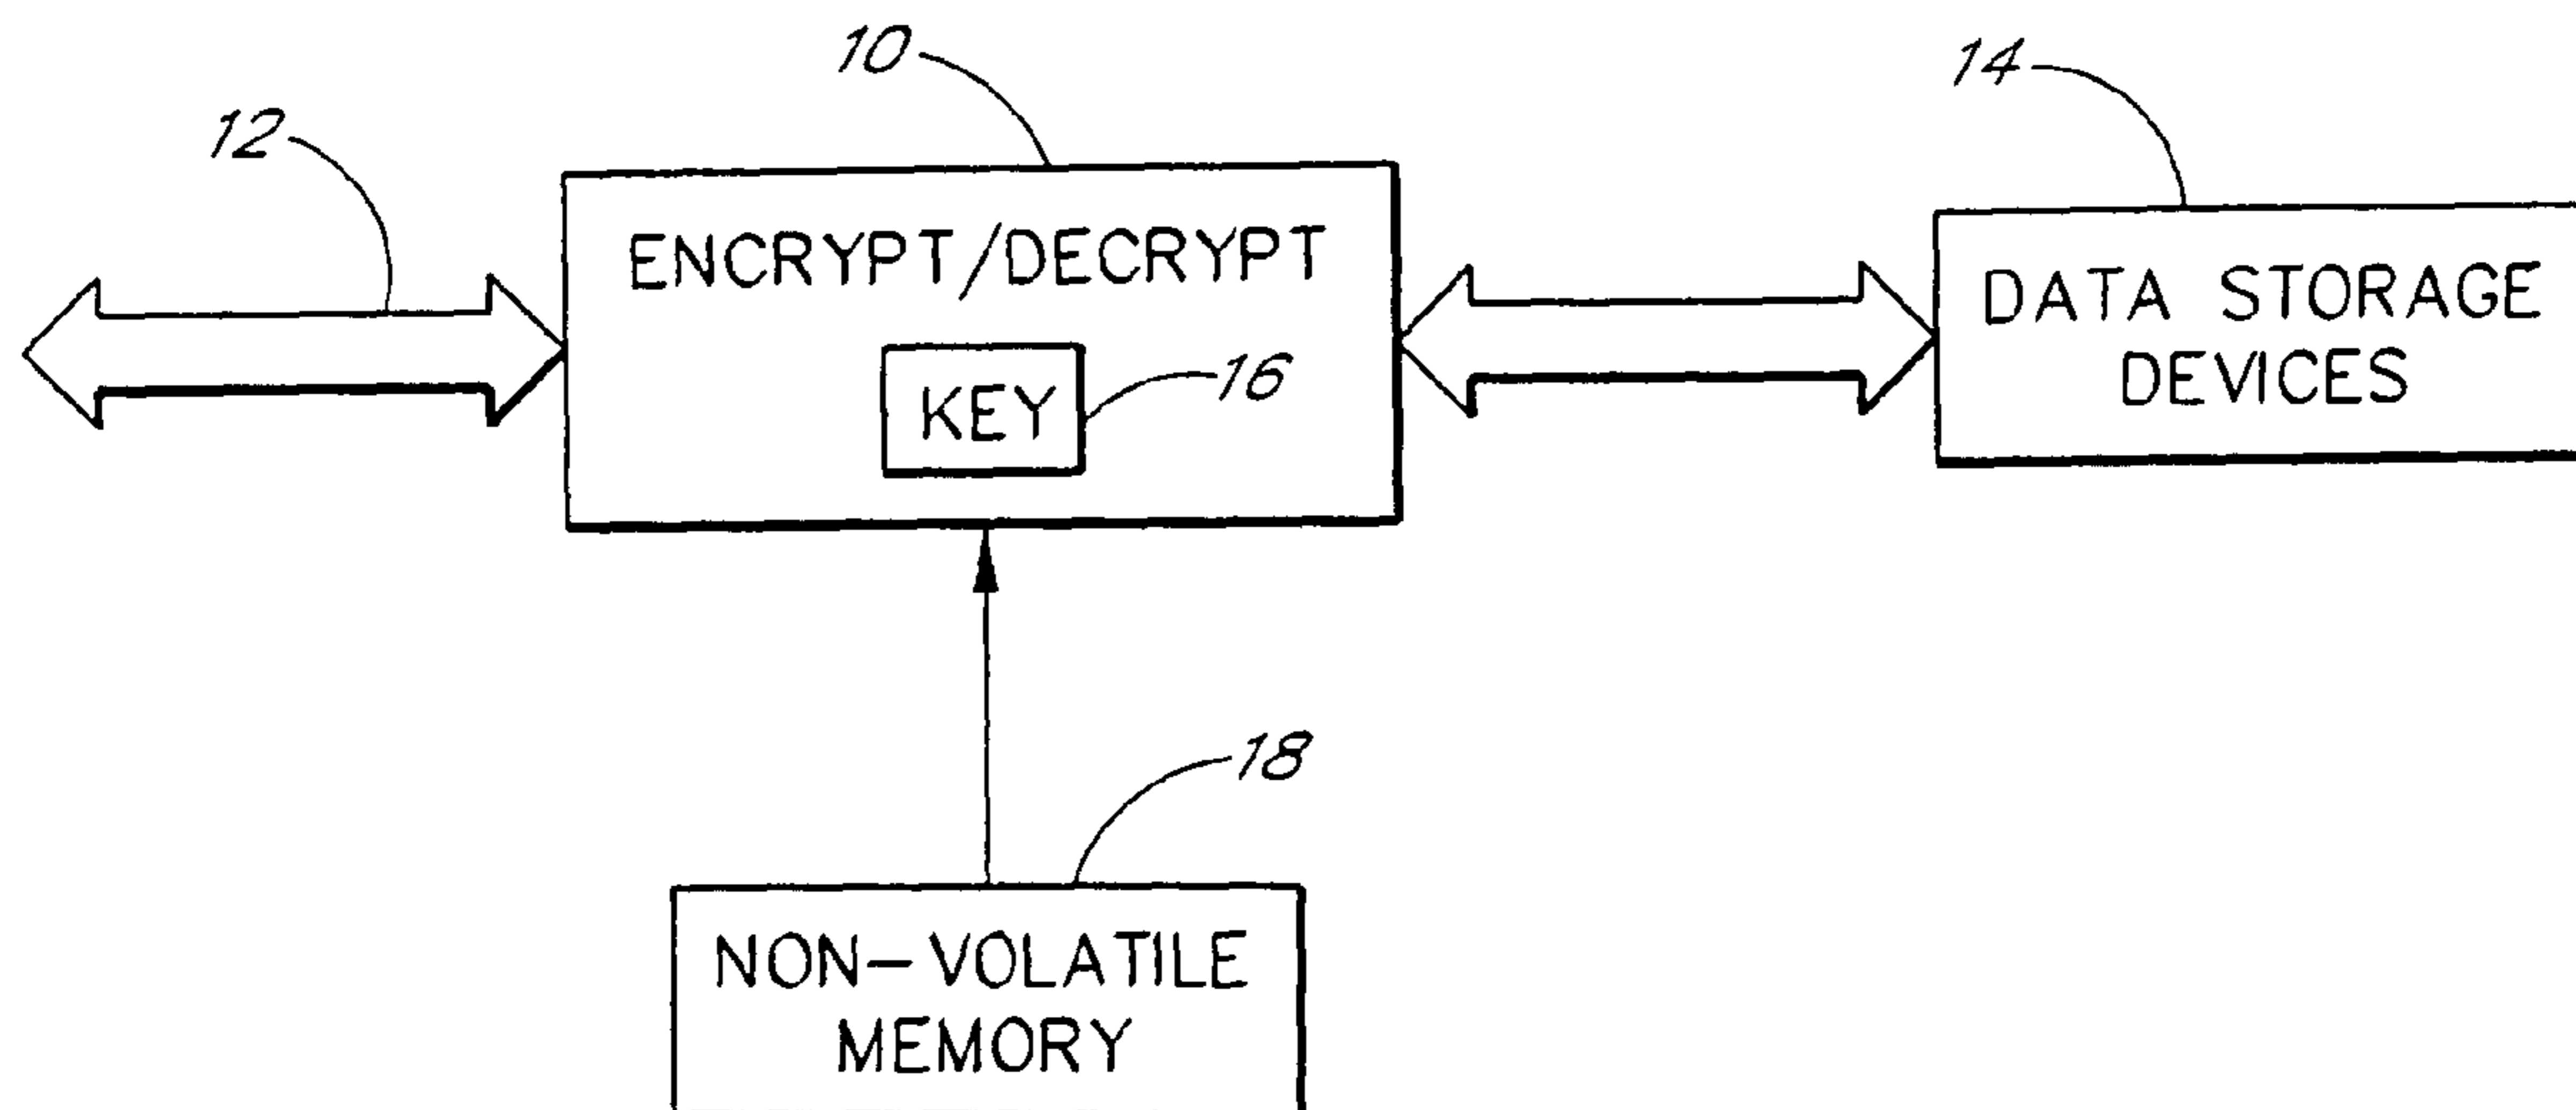 10
14
12
ENCRYPT/DECRYPT
DATA STORAGE
DEVICES
KEY
16
18
NON-VOLATILE
MEMORY